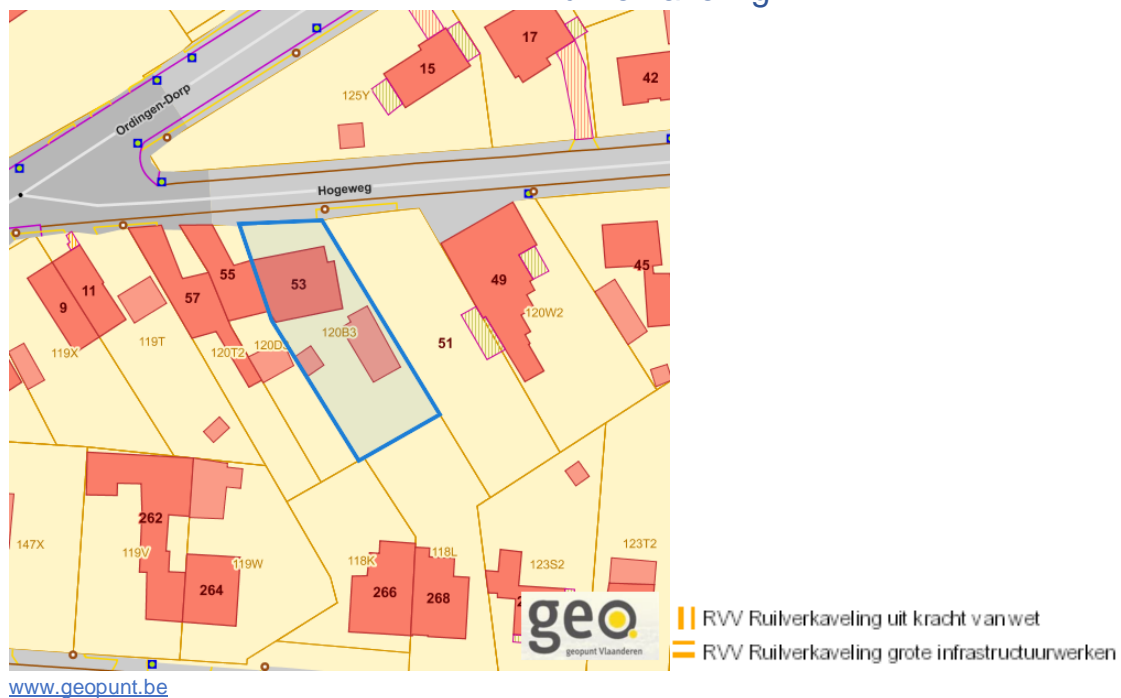 17
15
42
125Y
Ordingen-Dorp
Hogeweg
55
53
49
45
11
9
57
120W2
120B3
51
119X
119T
120T2
120D3
262
147X
119V
119W
264
118K
118L
266
268
123S2
123T2
geo
geopunt Vlaanderen
RVV Ruilverkaveling uit kracht van wet
RVV Ruilverkaveling grote infrastructuurwerken
www.geopunt.be